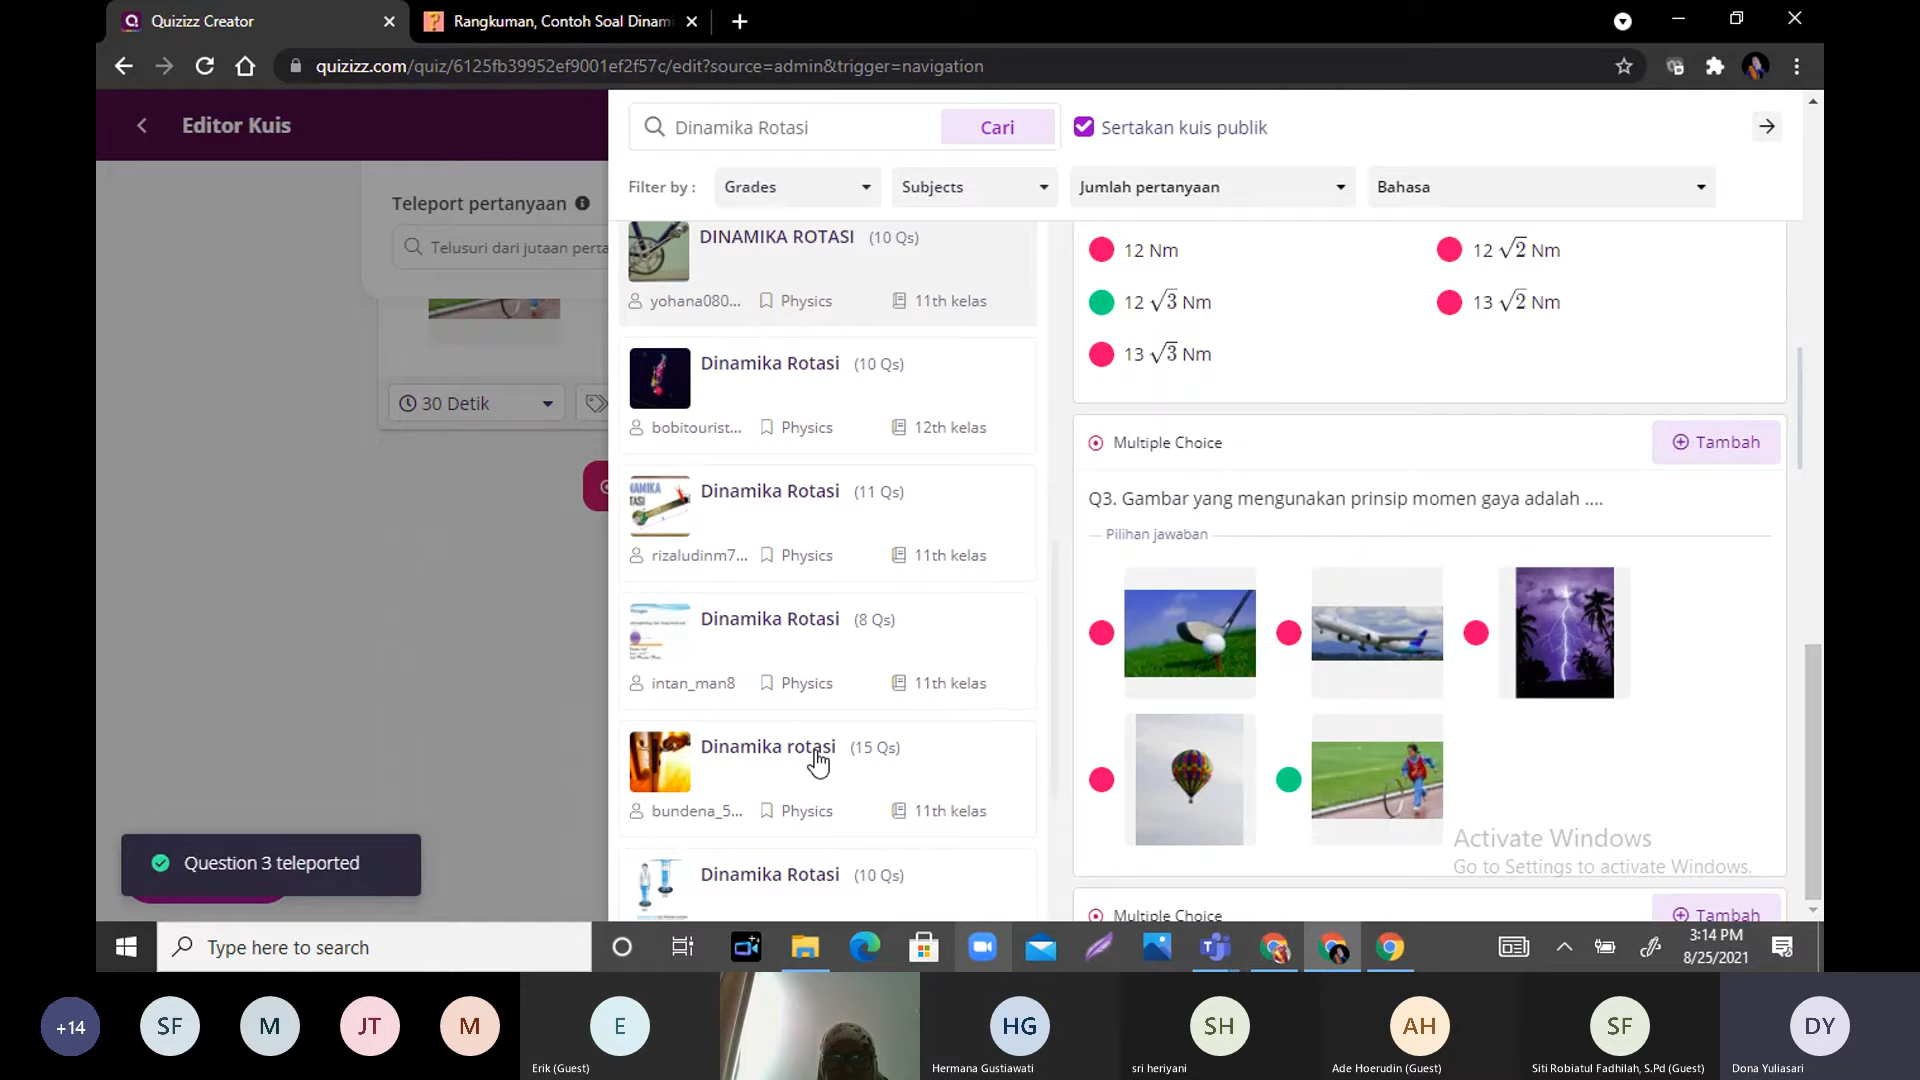 Quizizz Creator
Rangkuman, Contoh Soal Dinami
quizizz.com/quiz/6125fb39952ef9001ef2f57c/edit?source=admin&trigger=navigation
Editor Kuis
Dinamika Rotasi
Cari
Sertakan kuis publik
Filter by :
Grades
Subjects
Jumlah pertanyaan
Bahasa
Teleport pertanyaan
Telusuri dari jutaan perta
30 Detik
DINAMIKA ROTASI (10 Qs)
yohana080... Physics 11th kelas
Dinamika Rotasi (10 Qs)
bobitourist... Physics 12th kelas
Dinamika Rotasi (11 Qs)
rizaludinm7... Physics 11th kelas
Dinamika Rotasi (8 Qs)
intan_man8 Physics 11th kelas
Dinamika rotasi (15 Qs)
bundena_5... Physics 11th kelas
Dinamika Rotasi (10 Qs)
12 Nm
12 √2 Nm
12 √3 Nm
13 √2 Nm
13 √3 Nm
Multiple Choice
Tambah
Q3. Gambar yang mengunakan prinsip momen gaya adalah ....
Pilihan jawaban
Activate Windows
Go to Settings to activate Windows.
Multiple Choice
Tambah
Question 3 teleported
Type here to search
3:14 PM
8/25/2021
+14
SF
M
JT
M
E
Erik (Guest)
HG
Hermana Gustiawati
SH
sri heriyani
AH
Ade Hoerudin (Guest)
SF
Siti Robiatul Fadhilah, S.Pd (Guest)
DY
Dona Yuliasari